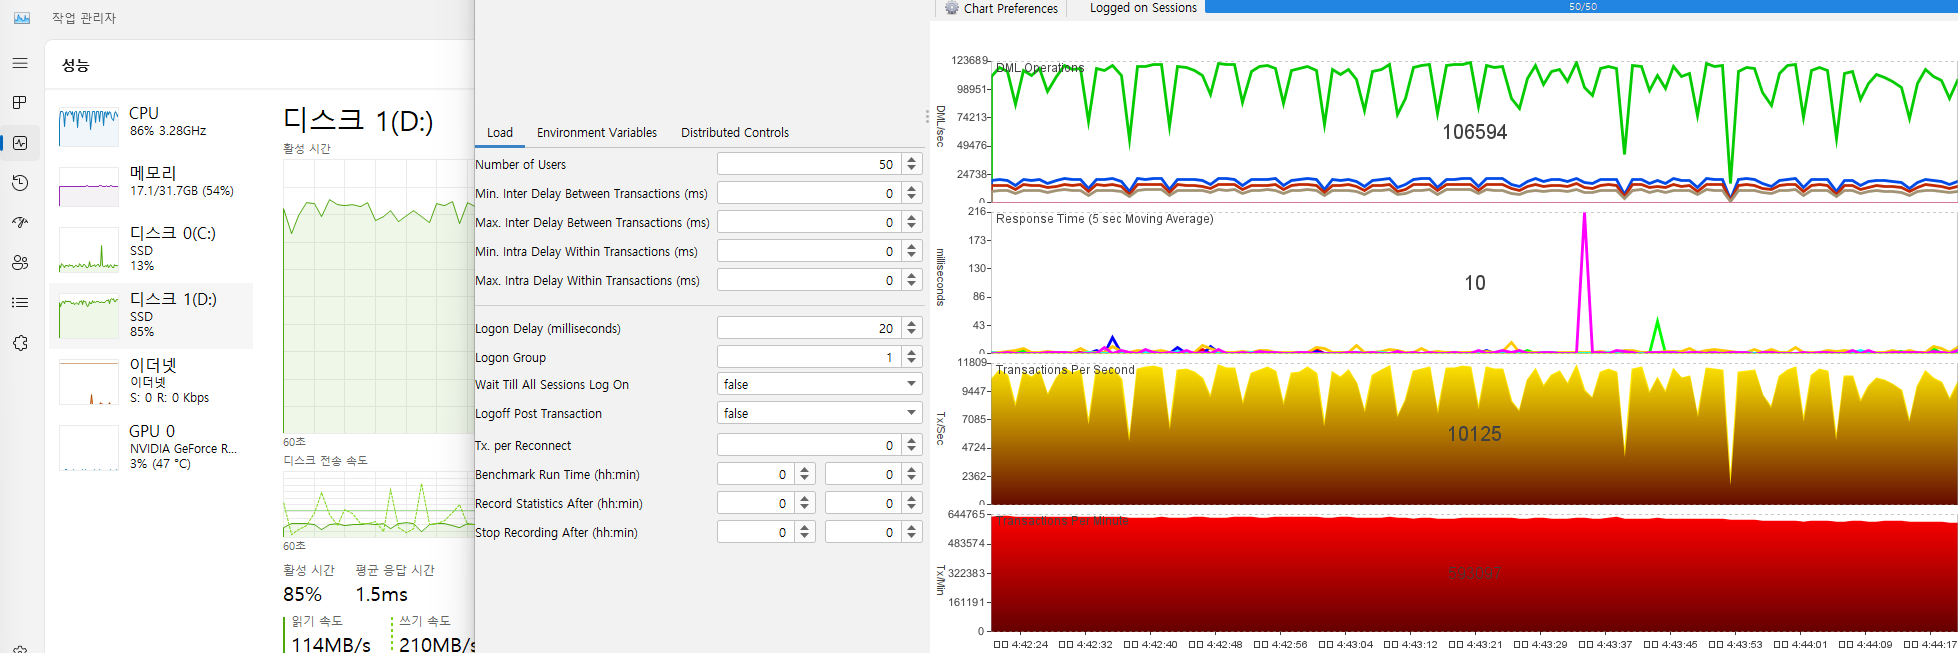 작업 관리자
성능
CPU
86% 3.28GHz
메모리
17.1/31.7GB (54%)
디스크 0(C:)
SSD
13%
디스크 1(D:)
SSD
85%
이더넷
이더넷
S: 0 R: 0 Kbps
GPU 0
NVIDIA GeForce R...
3% (47 °C)
디스크 1(D:)
활성 시간
60초
디스크 전송 속도
60초
활성 시간 평균 응답 시간
85% 1.5ms
읽기 속도 쓰기 속도
114MB/s 210MB/s
Load Environment Variables Distributed Controls
Number of Users 50
Min. Inter Delay Between Transactions (ms) 0
Max. Inter Delay Between Transactions (ms) 0
Min. Intra Delay Within Transactions (ms) 0
Max. Intra Delay Within Transactions (ms) 0
Logon Delay (milliseconds) 20
Logon Group 1
Wait Till All Sessions Log On false
Logoff Post Transaction false
Tx. per Reconnect 0
Benchmark Run Time (hh:min) 0 0
Record Statistics After (hh:min) 0 0
Stop Recording After (hh:min) 0 0
Chart Preferences Logged on Sessions 50/50
DML Operations
DML/sec
123689
98951
74213
49476
24738
0
106594
Response Time (5 sec Moving Average)
milliseconds
216
173
130
86
43
0
10
Transactions Per Second
Tx/Sec
11809
9447
7085
4724
2362
0
10125
Transactions Per Minute
Tx/Min
644765
483574
322383
161191
0
4:42:24 4:42:32 4:42:40 4:42:48 4:42:56 4:43:04 4:43:12 4:43:21 4:43:29 4:43:37 4:43:45 4:43:53 4:44:01 4:44:09 4:44:17